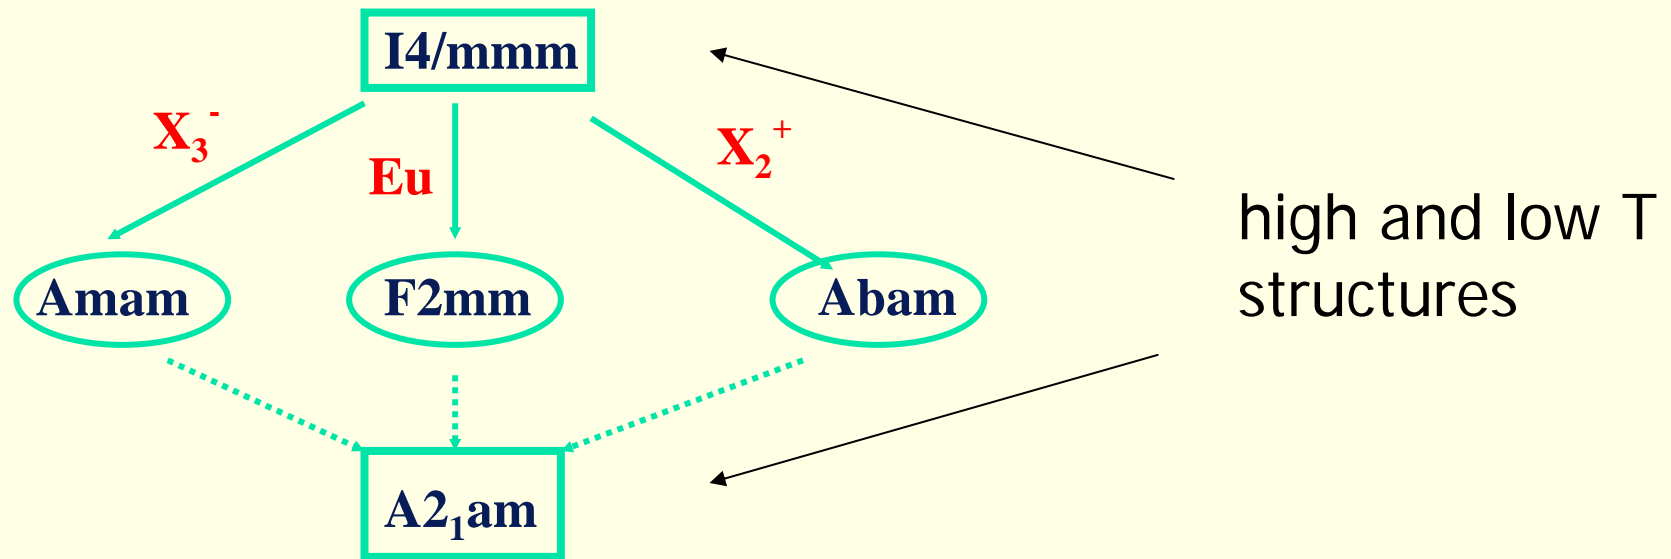 I4/mmm
X₃⁻
Eu
X₂⁺
high and low T
structures
Amam
F2mm
Abam
A2₁am